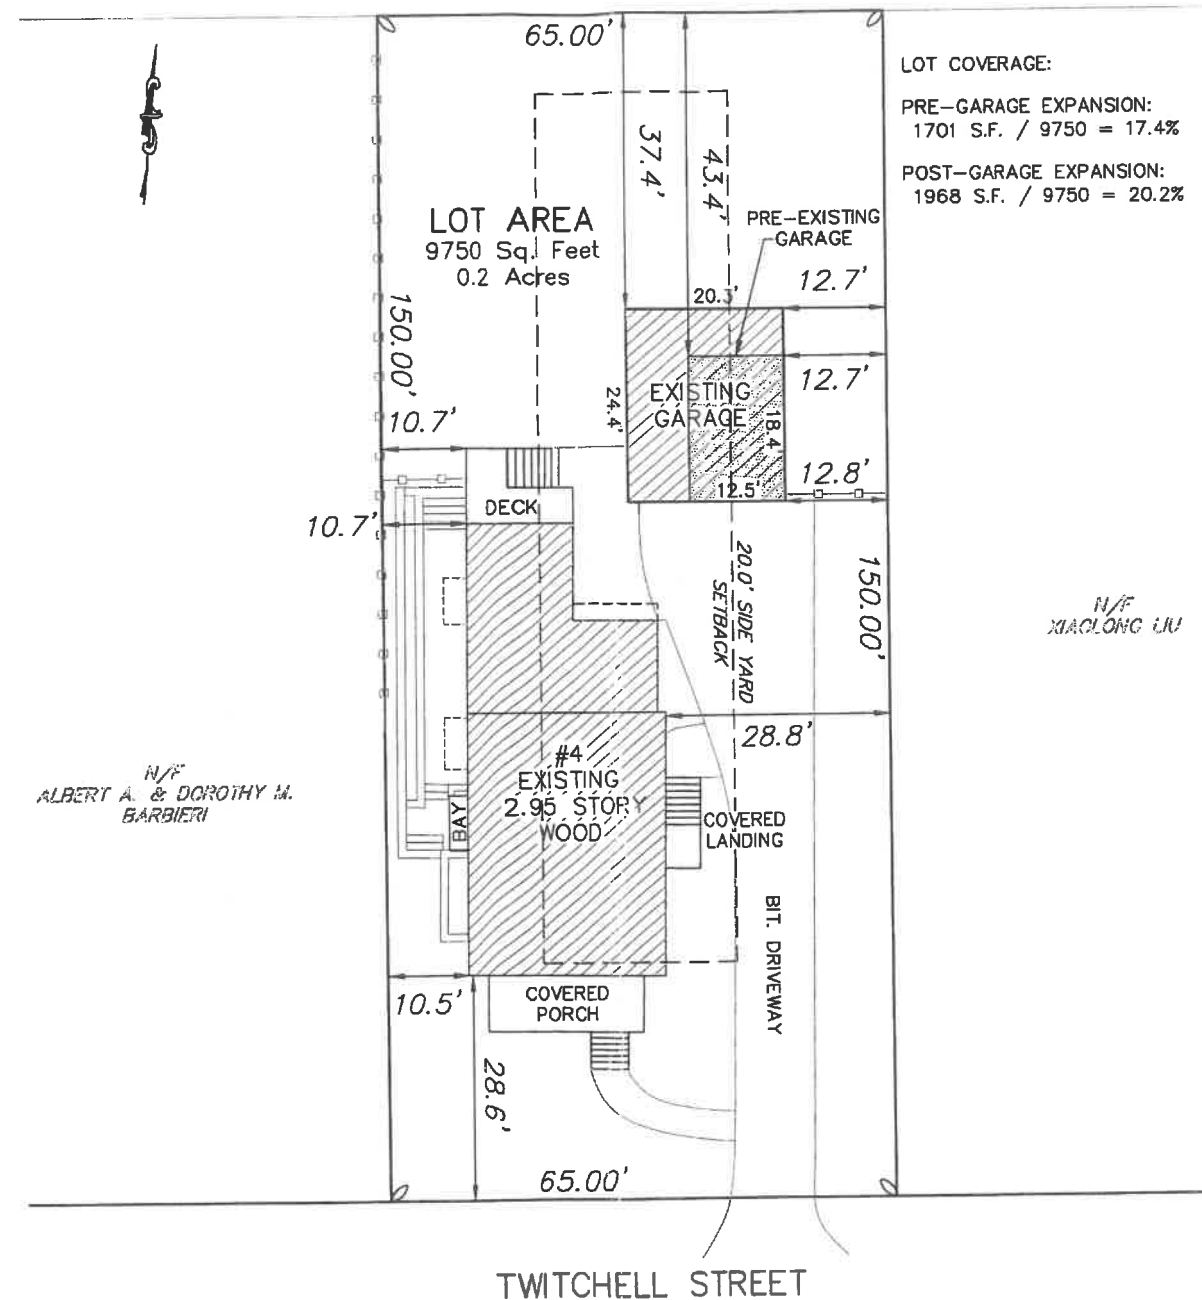 65.00'
LOT COVERAGE:
PRE-GARAGE EXPANSION:
1701 S.F. / 9750 = 17.4%
POST-GARAGE EXPANSION:
1968 S.F. / 9750 = 20.2%
37.4'
43.4'
LOT AREA
9750 Sq. Feet
0.2 Acres
PRE-EXISTING
GARAGE
12.7'
20.3'
150.00'
12.7'
EXISTING
GARAGE
24.4'
18.4'
10.7'
12.8'
12.5'
DECK
10.7'
20.0' SIDE YARD
SETBACK
150.00'
N/F
XIAOLONG LIU
28.8'
#4
EXISTING
2.95 STORY
WOOD
N/F
ALBERT A. & DOROTHY M.
BARBIERI
BAY
COVERED
LANDING
BIT. DRIVEWAY
10.5'
COVERED
PORCH
28.6'
65.00'
TWITCHELL STREET